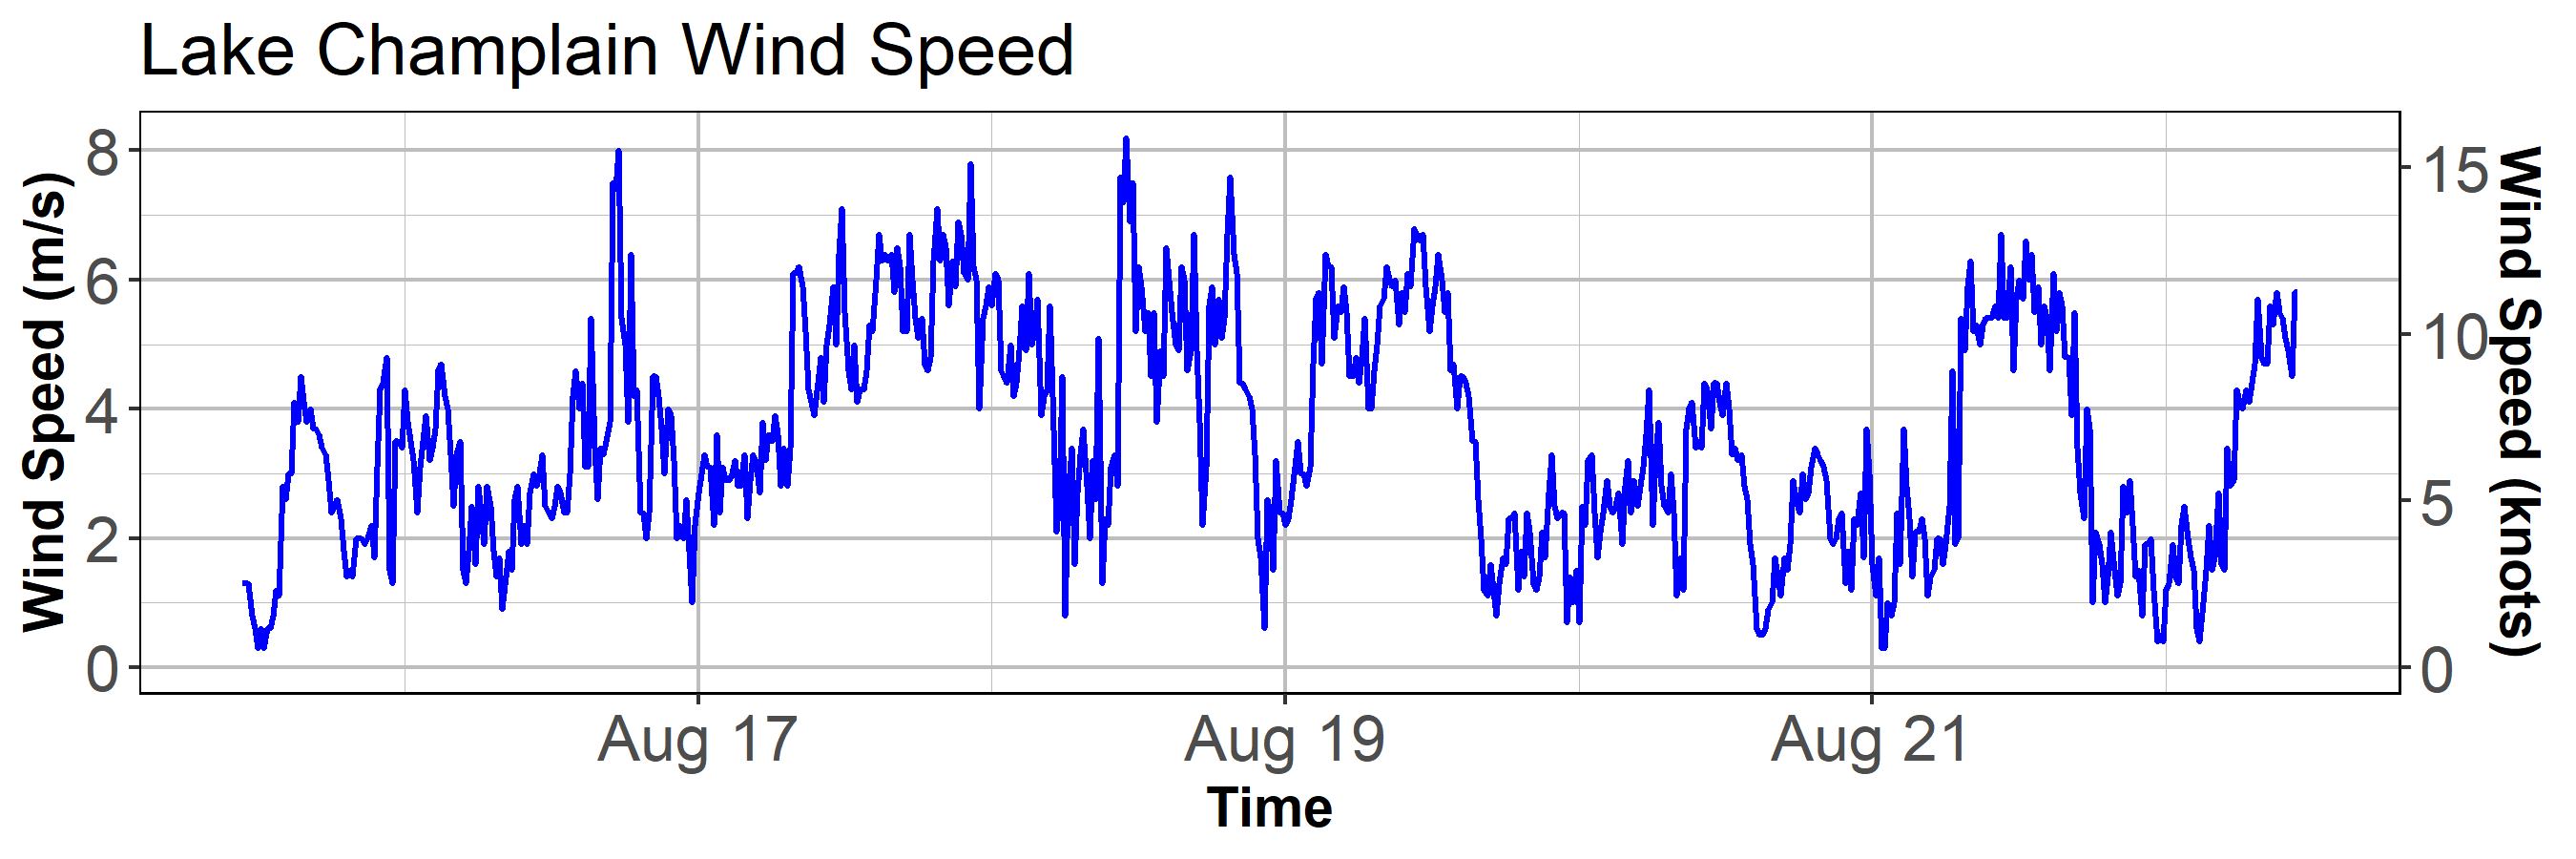 Lake Champlain Wind Speed
Wind Speed (m/s)
8
6
4
2
0
15
10
5
0
Wind Speed (knots)
Aug 17
Aug 19
Aug 21
Time